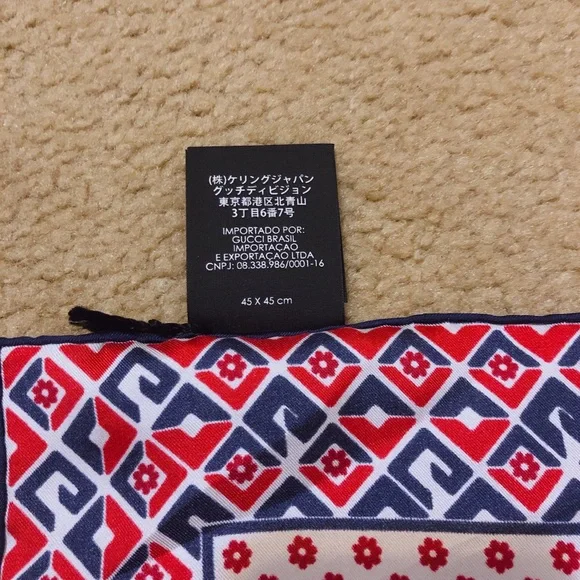 (株)ケリングジャパン
グッチディビジョン
東京都港区北青山
3丁目6番7号
IMPORTADO POR:
GUCCI BRASIL
IMPORTAÇAO
E EXPORTAÇAO LTDA
CNPJ: 08.338.986/0001-16
45 X 45 cm